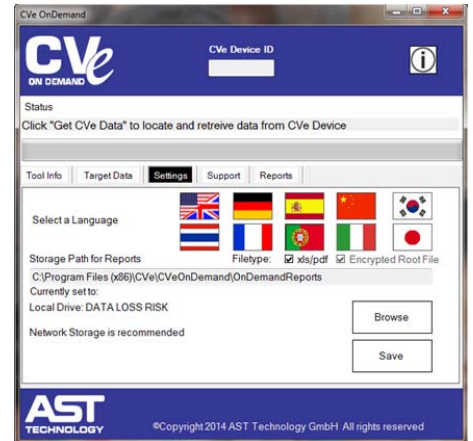 CVe OnDemand
CVe
ON DEMAND
CVe Device ID
i
Status
Click "Get CVe Data" to locate and retreive data from CVe Device
Tool Info Target Data Settings Support Reports
Select a Language
Storage Path for Reports Filetype: xls/pdf Encrypted Root File
C:\Program Files (x86)\CVe\CVeOnDemand\OnDemandReports
Currently set to:
Local Drive: DATA LOSS RISK
Browse
Network Storage is recommended
Save
AST
TECHNOLOGY
©Copyright 2014 AST Technology GmbH All rights reserved